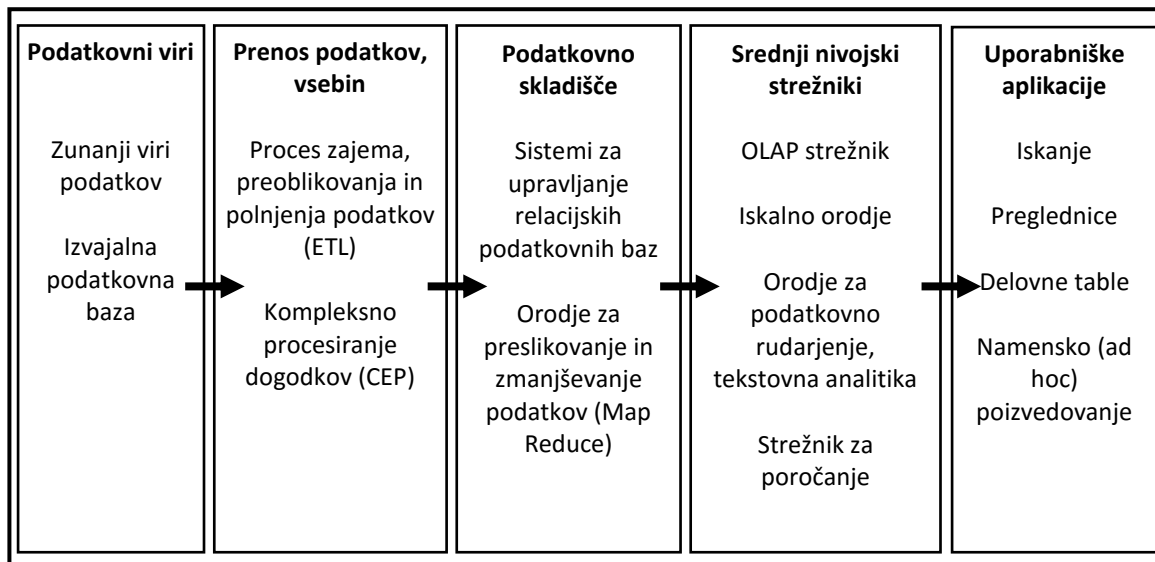 Podatkovni viri
Zunanji viri
podatkov
Izvajalna
podatkovna
baza
Prenos podatkov,
vsebin
Proces zajema,
preoblikovanja in
polnjenja podatkov
(ETL)
Kompleksno
procesiranje
dogodkov (CEP)
Podatkovno
skladišče
Sistemi za
upravljanje
relacijskih
podatkovnih baz
Orodje za
preslikovanje in
zmanjševanje
podatkov (Map
Reduce)
Srednji nivojski
strežniki
OLAP strežnik
Iskalno orodje
Orodje za
podatkovno
rudarjenje,
tekstovna analitika
Strežnik za
poročanje
Uporabniške
aplikacije
Iskanje
Preglednice
Delovne table
Namensko (ad
hoc)
poizvedovanje